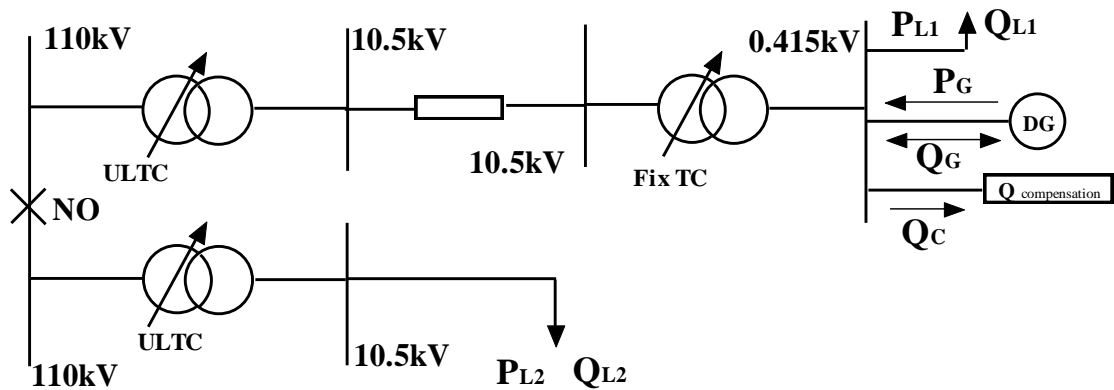 110kV
10.5kV
0.415kV
PL1
QL1
PG
DG
QG
ULTC
10.5kV
Fix TC
NO
Q compensation
QC
ULTC
110kV
10.5kV
PL2 QL2